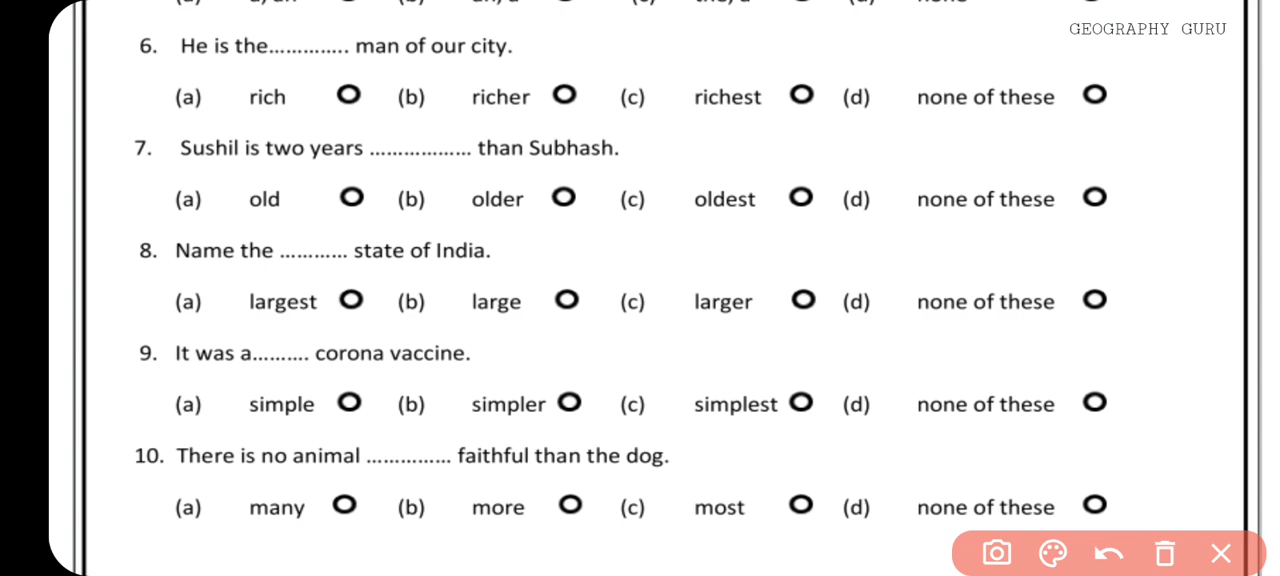 GEOGRAPHY GURU
6. He is the.............. man of our city.
(a) rich (b) richer (c) richest (d) none of these
7. Sushil is two years .................. than Subhash.
(a) old (b) older (c) oldest (d) none of these
8. Name the ............ state of India.
(a) largest (b) large (c) larger (d) none of these
9. It was a.......... corona vaccine.
(a) simple (b) simpler (c) simplest (d) none of these
10. There is no animal ............... faithful than the dog.
(a) many (b) more (c) most (d) none of these